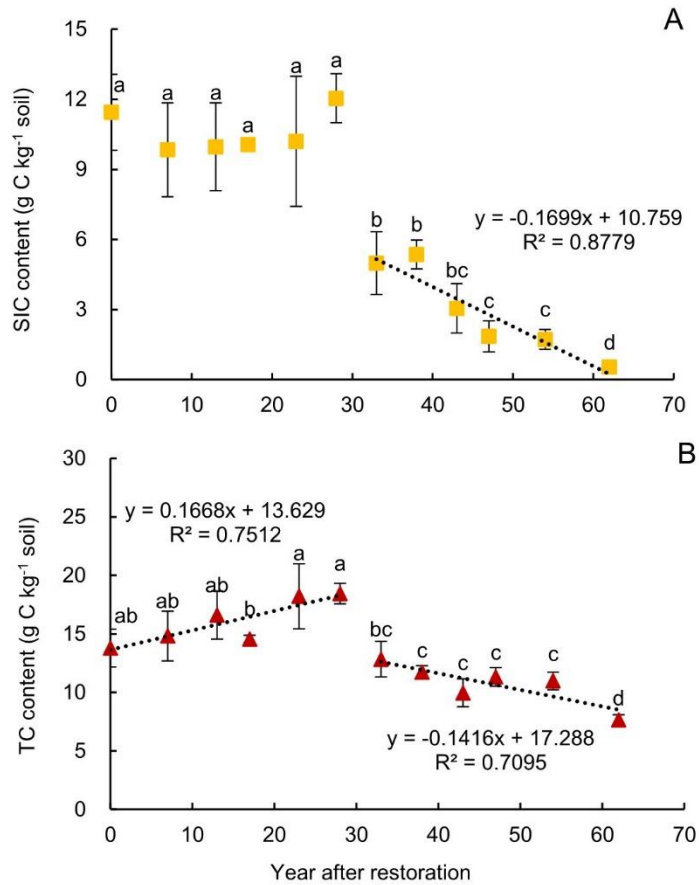 A
SIC content (g C kg⁻¹ soil)
15
12
9
6
3
0
a
a
a
a
a
a
b
b
bc
c
c
d
y = -0.1699x + 10.759
R² = 0.8779
0 10 20 30 40 50 60 70
B
TC content (g C kg⁻¹ soil)
30
25
20
15
10
5
0
y = 0.1668x + 13.629
R² = 0.7512
ab
ab
ab
b
a
a
bc
c
c
c
c
d
y = -0.1416x + 17.288
R² = 0.7095
0 10 20 30 40 50 60 70
Year after restoration